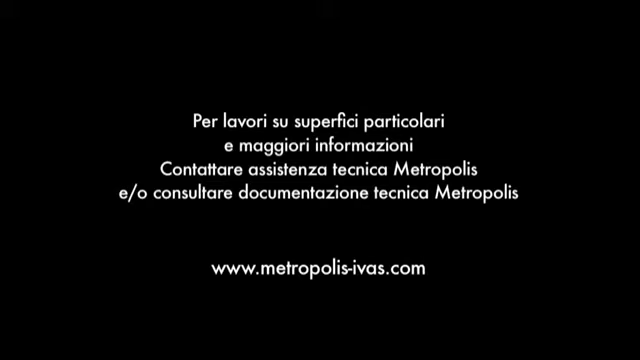 Per lavori su superfici particolari
e maggiori informazioni
Contattare assistenza tecnica Metropolis
e/o consultare documentazione tecnica Metropolis
www.metropolis-ivas.com